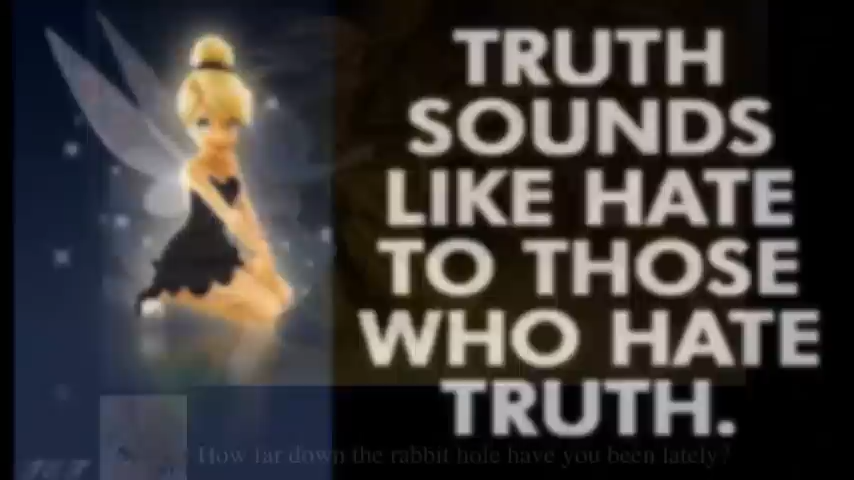 TRUTH
SOUNDS
LIKE HATE
TO THOSE
WHO HATE
TRUTH.
How far down the rabbit hole have you been lately?